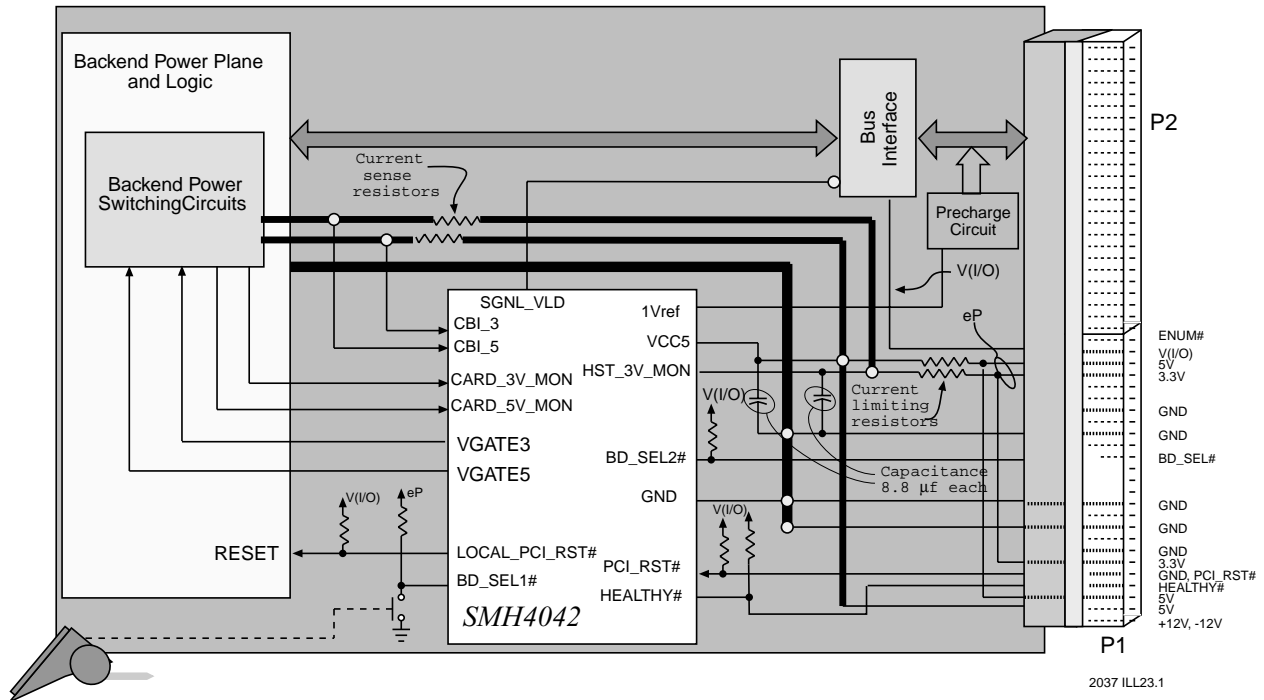 Backend Power Plane
and Logic
Backend Power
SwitchingCircuits
Current
sense
resistors
Bus
Interface
Precharge
Circuit
P2
V(I/O)
eP
SGNL_VLD
CBI_3
CBI_5
CARD_3V_MON
CARD_5V_MON
VGATE3
VGATE5
LOCAL_PCI_RST#
BD_SEL1#
SMH4042
1Vref
VCC5
HST_3V_MON
BD_SEL2#
GND
PCI_RST#
HEALTHY#
V(I/O)
Current
limiting
resistors
Capacitance
8.8 µf each
V(I/O)
V(I/O)
eP
RESET
ENUM#
V(I/O)
5V
3.3V
GND
GND
BD_SEL#
GND
GND
GND
3.3V
GND, PCI_RST#
HEALTHY#
5V
5V
+12V, -12V
P1
2037 ILL23.1